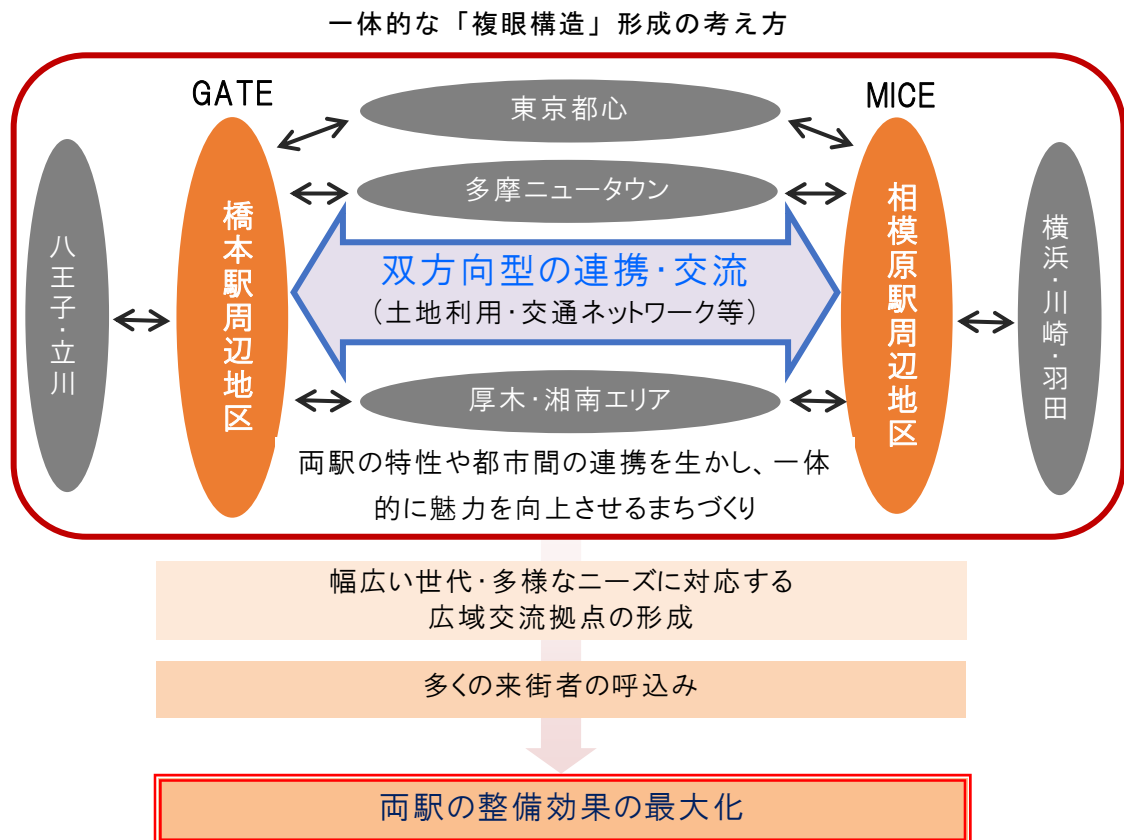 一体的な「複眼構造」形成の考え方
GATE
MICE
東京都心
多摩ニュータウン
八王子・立川
橋本駅周辺地区
双方向型の連携・交流
（土地利用・交通ネットワーク等）
相模原駅周辺地区
横浜・川崎・羽田
厚木・湘南エリア
両駅の特性や都市間の連携を生かし、一体
的に魅力を向上させるまちづくり
幅広い世代・多様なニーズに対応する
広域交流拠点の形成
多くの来街者の呼込み
両駅の整備効果の最大化